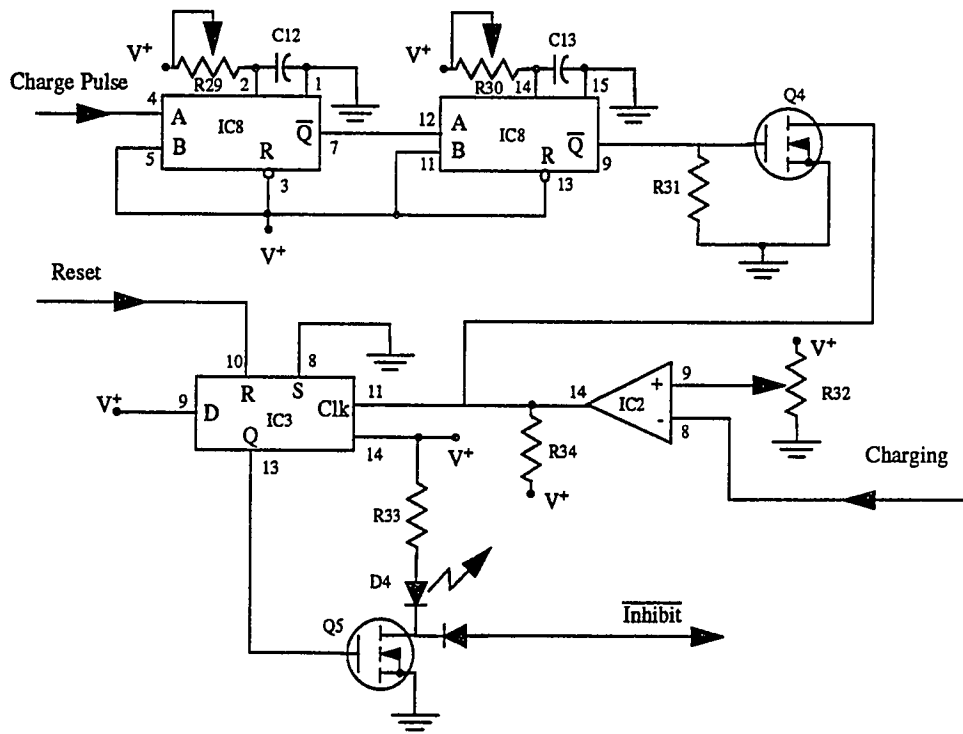 C12
C13
V+
V+
R29
2
1
R30
14
15
Q4
Charge Pulse
4
A
IC8
Q
7
12
A
IC8
Q
9
B
5
R
3
B
11
R
13
R31
V+
Reset
10
8
V+
9
R
S
11
14
+
9
R32
V+
9
D
IC3
Clk
IC2
-
8
Q
13
14
V+
R34
Charging
R33
V+
D4
Q5
Inhibit